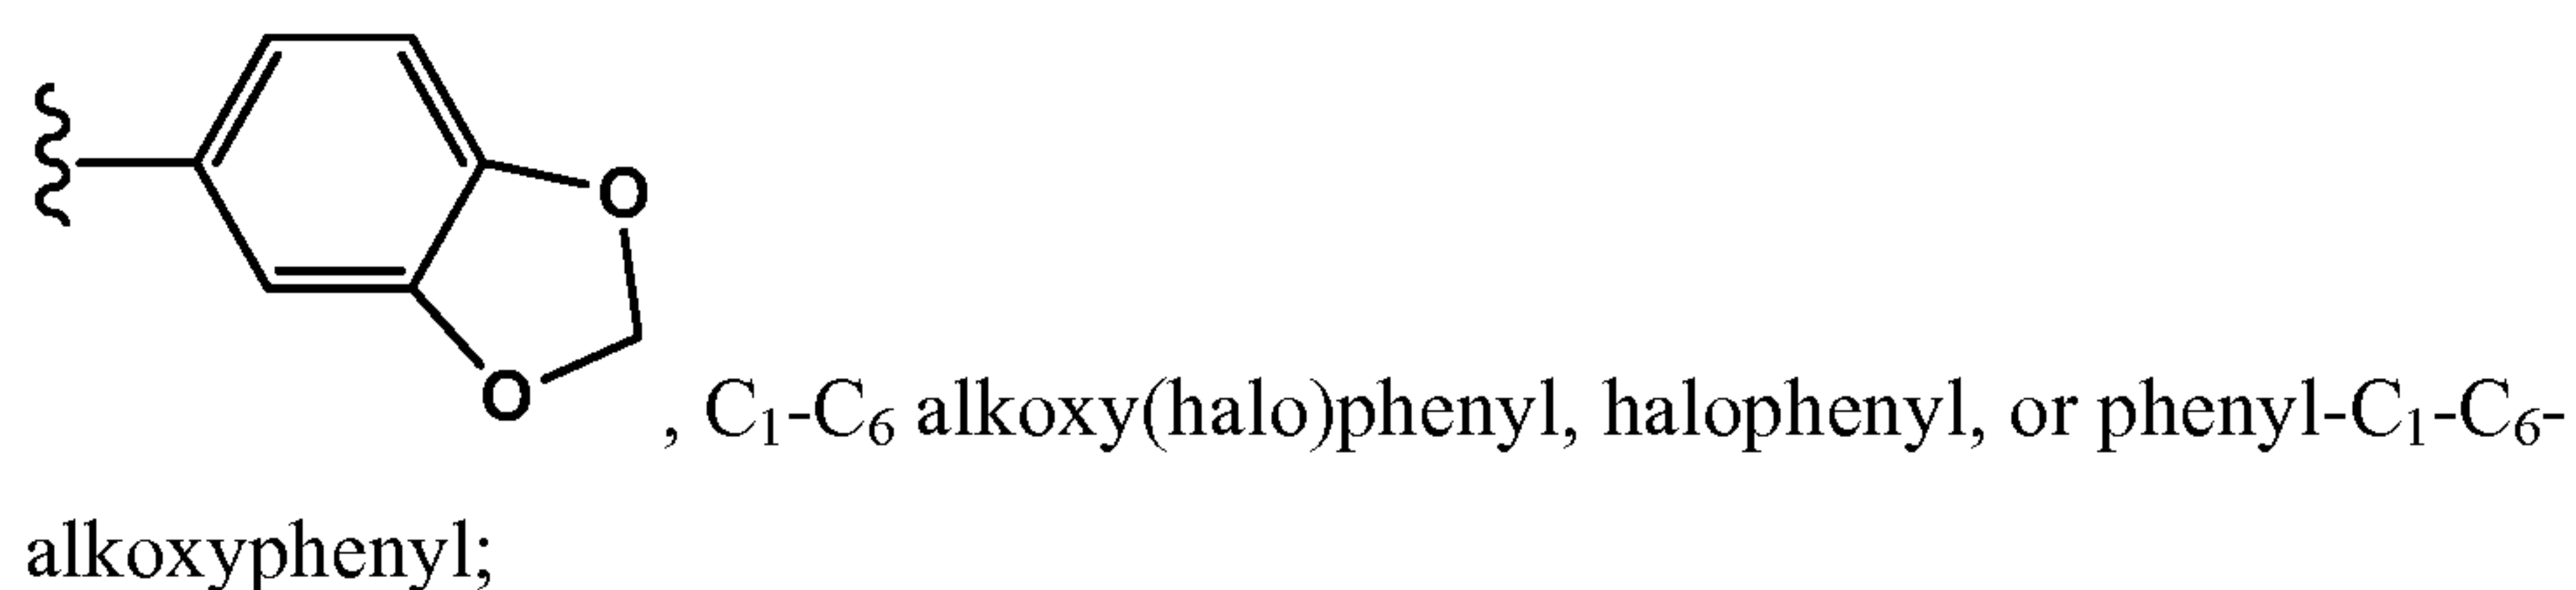 O
O
, C₁-C₆ alkoxy(halo)phenyl, halophenyl, or phenyl-C₁-C₆-
alkoxyphenyl;